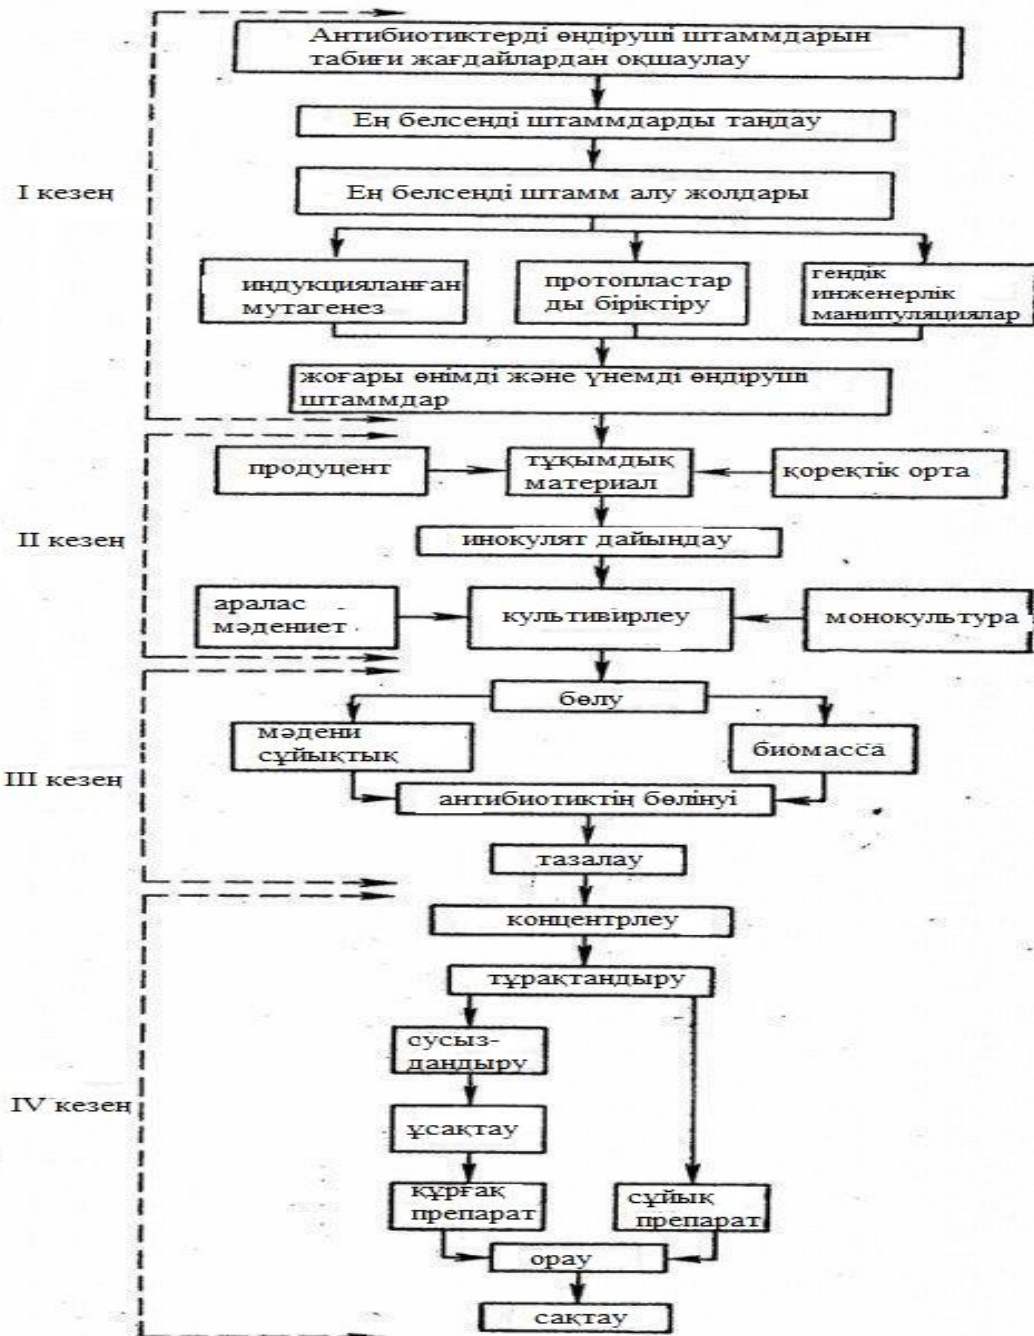 Антибиотиктерді өндіруші штаммдарын
табиғи жағдайлардан оқшаулау
Ең белсенді штаммдарды таңдау
I кезең
Ең белсенді штамм алу жолдары
индукцияланған
мутагенез
протопластар
ды біріктіру
гендік
инженерлік
манипуляциялар
жоғары өнімді және үнемді өндіруші
штаммдар
продуцент
тұқымдық
материал
қоректік орта
II кезең
инокулят дайындау
аралас
мәдениет
культивирлеу
монокультура
бөлу
мәдени
сұйықтық
биомасса
III кезең
антибиотиктің бөлінуі
тазалау
концентрлеу
тұрақтандыру
сусыз-
дандыру
IV кезең
ұсақтау
құрғақ
препарат
сұйық
препарат
орау
сақтау